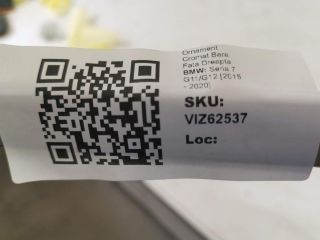 Ornament
Cromat Bara
Fata Dreapta
BMW: Seria 7
G11/G12 [2015
- 2020]
SKU:
VIZ62537
Loc: